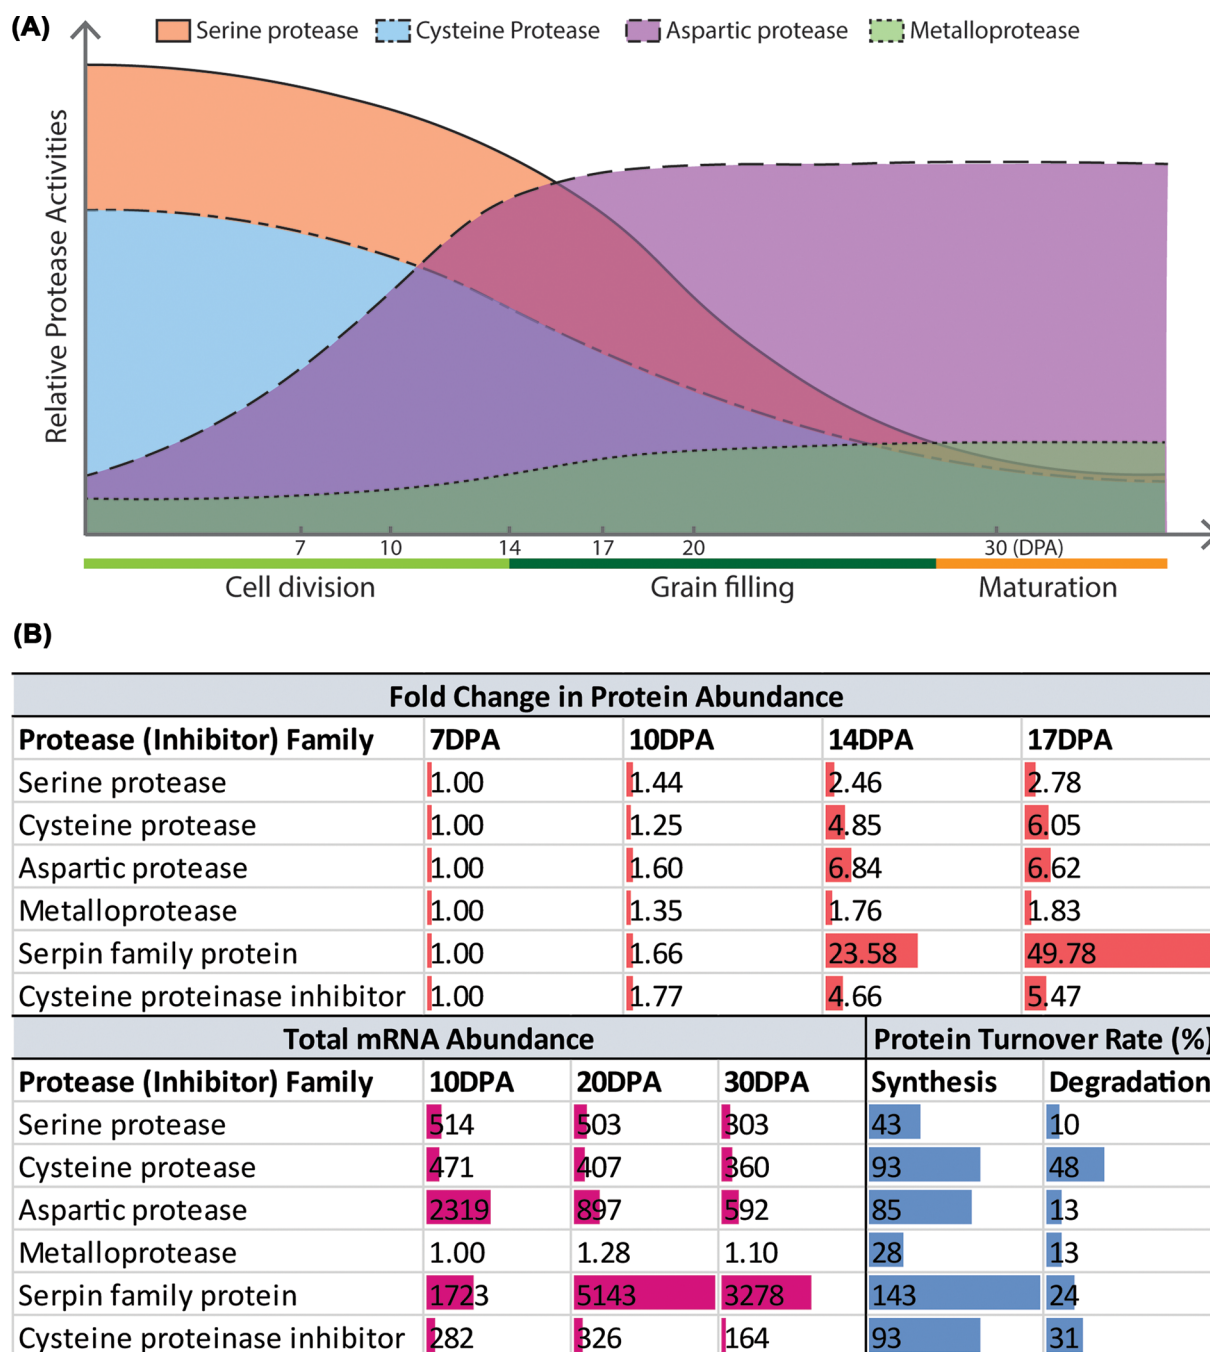 (A)
Serine protease Cysteine Protease Aspartic protease Metalloprotease
Relative Protease Activities
7 10 14 17 20 30 (DPA)
Cell division Grain filling Maturation
(B)
Fold Change in Protein Abundance
Protease (Inhibitor) Family 7DPA 10DPA 14DPA 17DPA
Serine protease 1.00 1.44 2.46 2.78
Cysteine protease 1.00 1.25 4.85 6.05
Aspartic protease 1.00 1.60 6.84 6.62
Metalloprotease 1.00 1.35 1.76 1.83
Serpin family protein 1.00 1.66 23.58 49.78
Cysteine proteinase inhibitor 1.00 1.77 4.66 5.47
Total mRNA Abundance Protein Turnover Rate (%)
Protease (Inhibitor) Family 10DPA 20DPA 30DPA Synthesis Degradation
Serine protease 514 503 303 43 10
Cysteine protease 471 407 360 93 48
Aspartic protease 2319 897 592 85 13
Metalloprotease 1.00 1.28 1.10 28 13
Serpin family protein 1723 5143 3278 143 24
Cysteine proteinase inhibitor 282 326 164 93 31